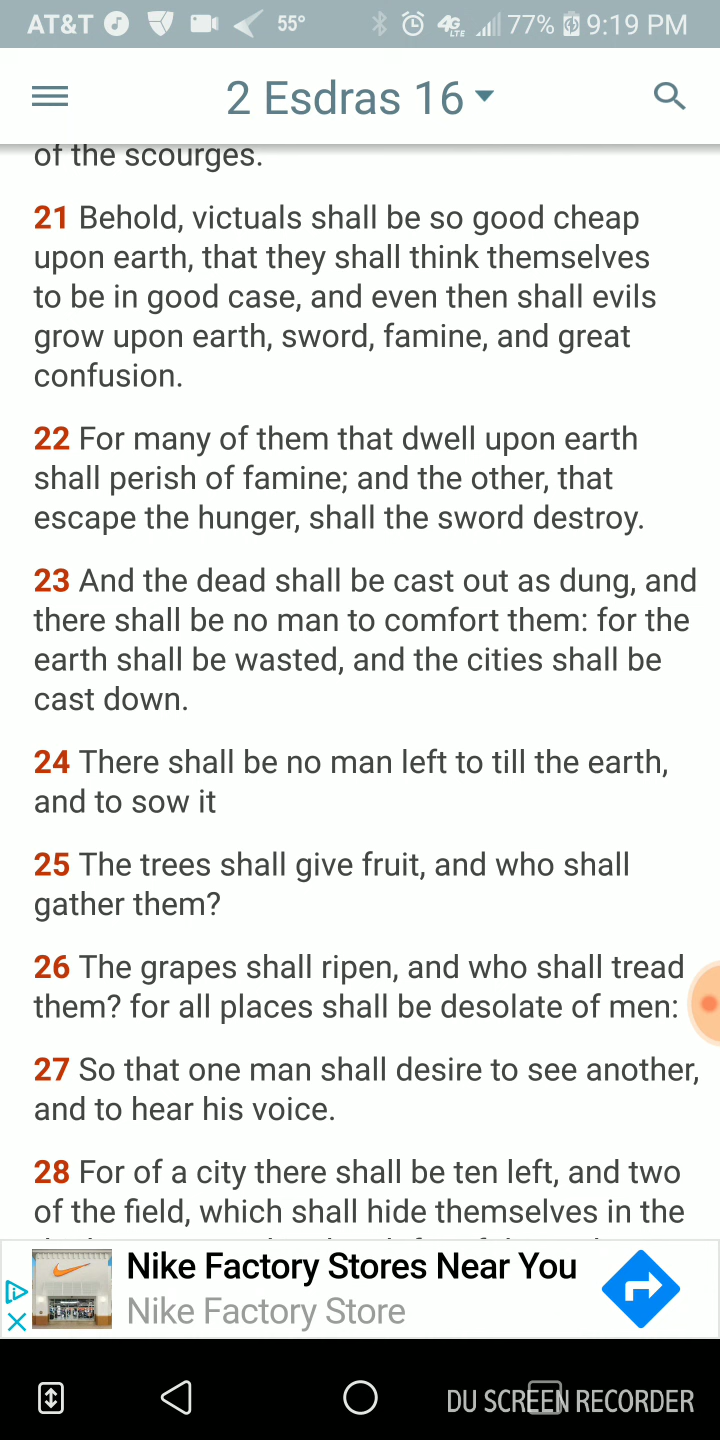 AT&T 55° 4G LTE 77% 9:19 PM
2 Esdras 16
of the scourges.
21 Behold, victuals shall be so good cheap
upon earth, that they shall think themselves
to be in good case, and even then shall evils
grow upon earth, sword, famine, and great
confusion.
22 For many of them that dwell upon earth
shall perish of famine; and the other, that
escape the hunger, shall the sword destroy.
23 And the dead shall be cast out as dung, and
there shall be no man to comfort them: for the
earth shall be wasted, and the cities shall be
cast down.
24 There shall be no man left to till the earth,
and to sow it
25 The trees shall give fruit, and who shall
gather them?
26 The grapes shall ripen, and who shall tread
them? for all places shall be desolate of men:
27 So that one man shall desire to see another,
and to hear his voice.
28 For of a city there shall be ten left, and two
of the field, which shall hide themselves in the
Nike Factory Stores Near You
Nike Factory Store
DU SCREEN RECORDER